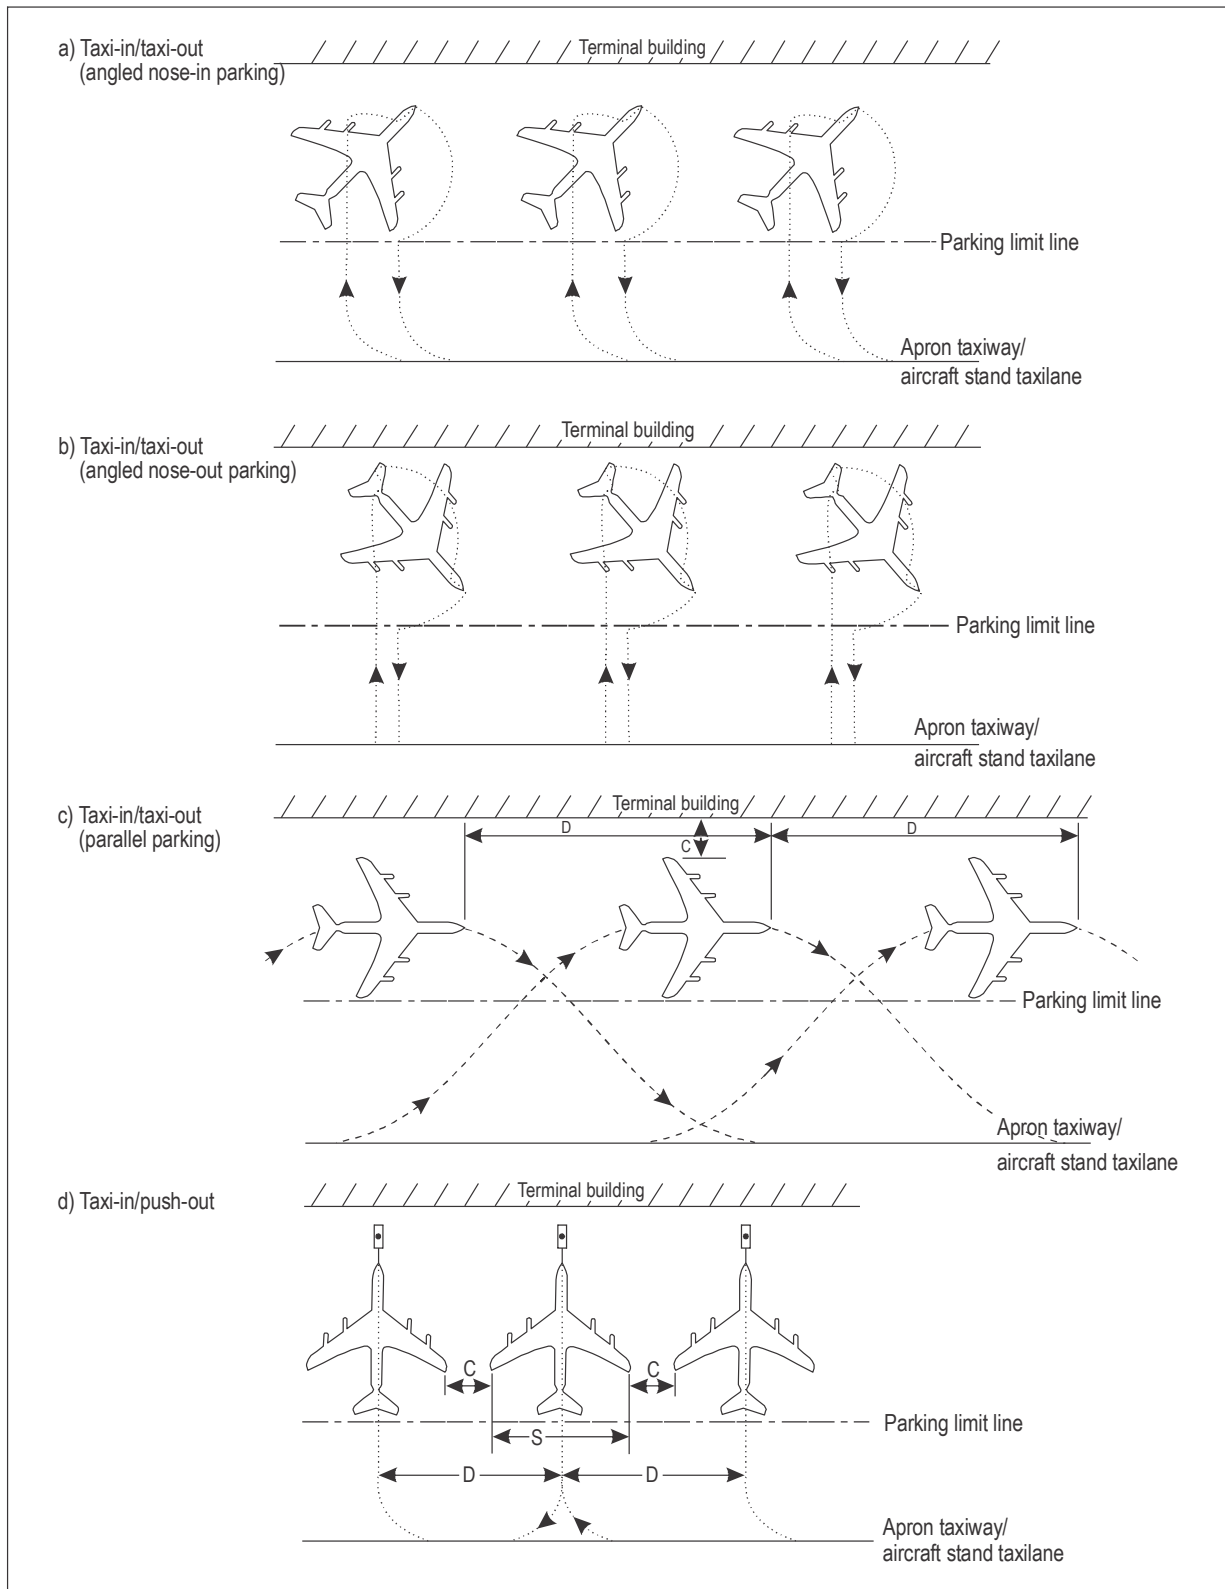 a) Taxi-in/taxi-out
(angled nose-in parking)
Terminal building
Parking limit line
Apron taxiway/
aircraft stand taxilane
b) Taxi-in/taxi-out
(angled nose-out parking)
Terminal building
Parking limit line
Apron taxiway/
aircraft stand taxilane
c) Taxi-in/taxi-out
(parallel parking)
Terminal building
D
D
C
Parking limit line
Apron taxiway/
aircraft stand taxilane
d) Taxi-in/push-out
Terminal building
C
C
Parking limit line
S
D
D
Apron taxiway/
aircraft stand taxilane